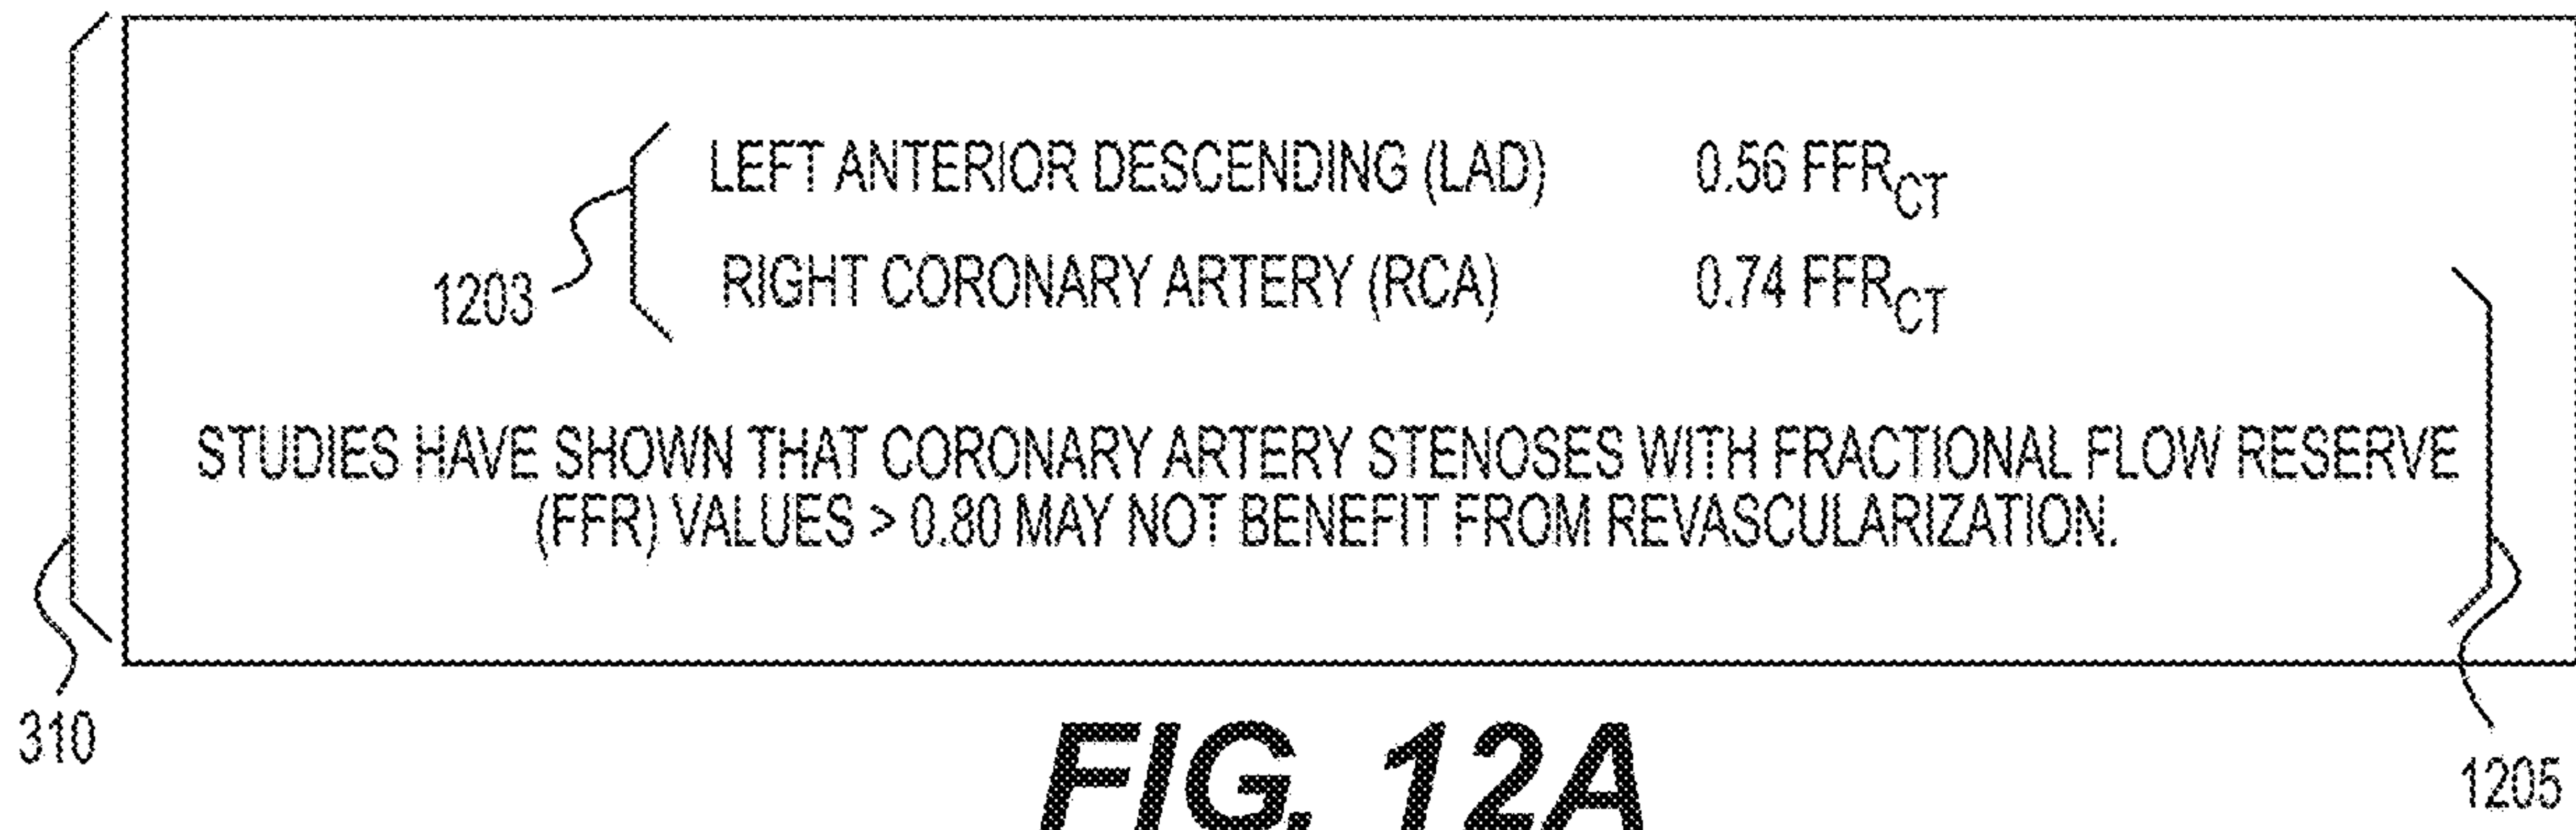 LEFT ANTERIOR DESCENDING (LAD) 0.56 FFRCT
1203 RIGHT CORONARY ARTERY (RCA) 0.74 FFRCT
STUDIES HAVE SHOWN THAT CORONARY ARTERY STENOSES WITH FRACTIONAL FLOW RESERVE
(FFR) VALUES > 0.80 MAY NOT BENEFIT FROM REVASCULARIZATION.
310
1205
FIG. 12A